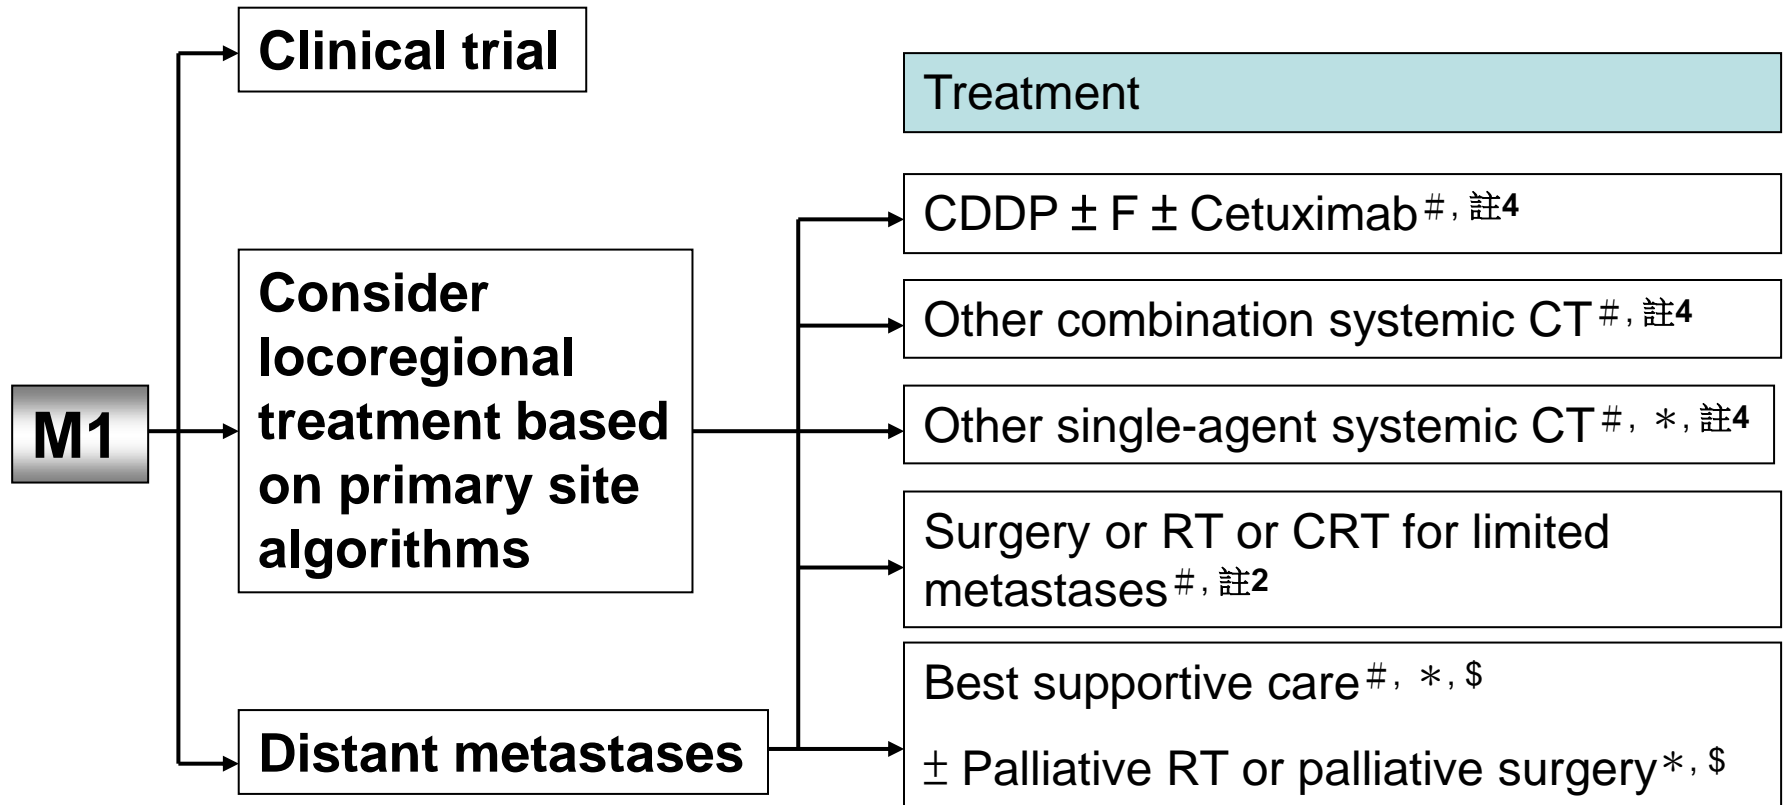 Clinical trial
Treatment
CDDP ± F ± Cetuximab #, 註4
Consider
locoregional
treatment based
on primary site
algorithms
Other combination systemic CT #, 註4
M1
Other single-agent systemic CT #, *, 註4
Surgery or RT or CRT for limited
metastases #, 註2
Distant metastases
Best supportive care #, *, $
± Palliative RT or palliative surgery *, $